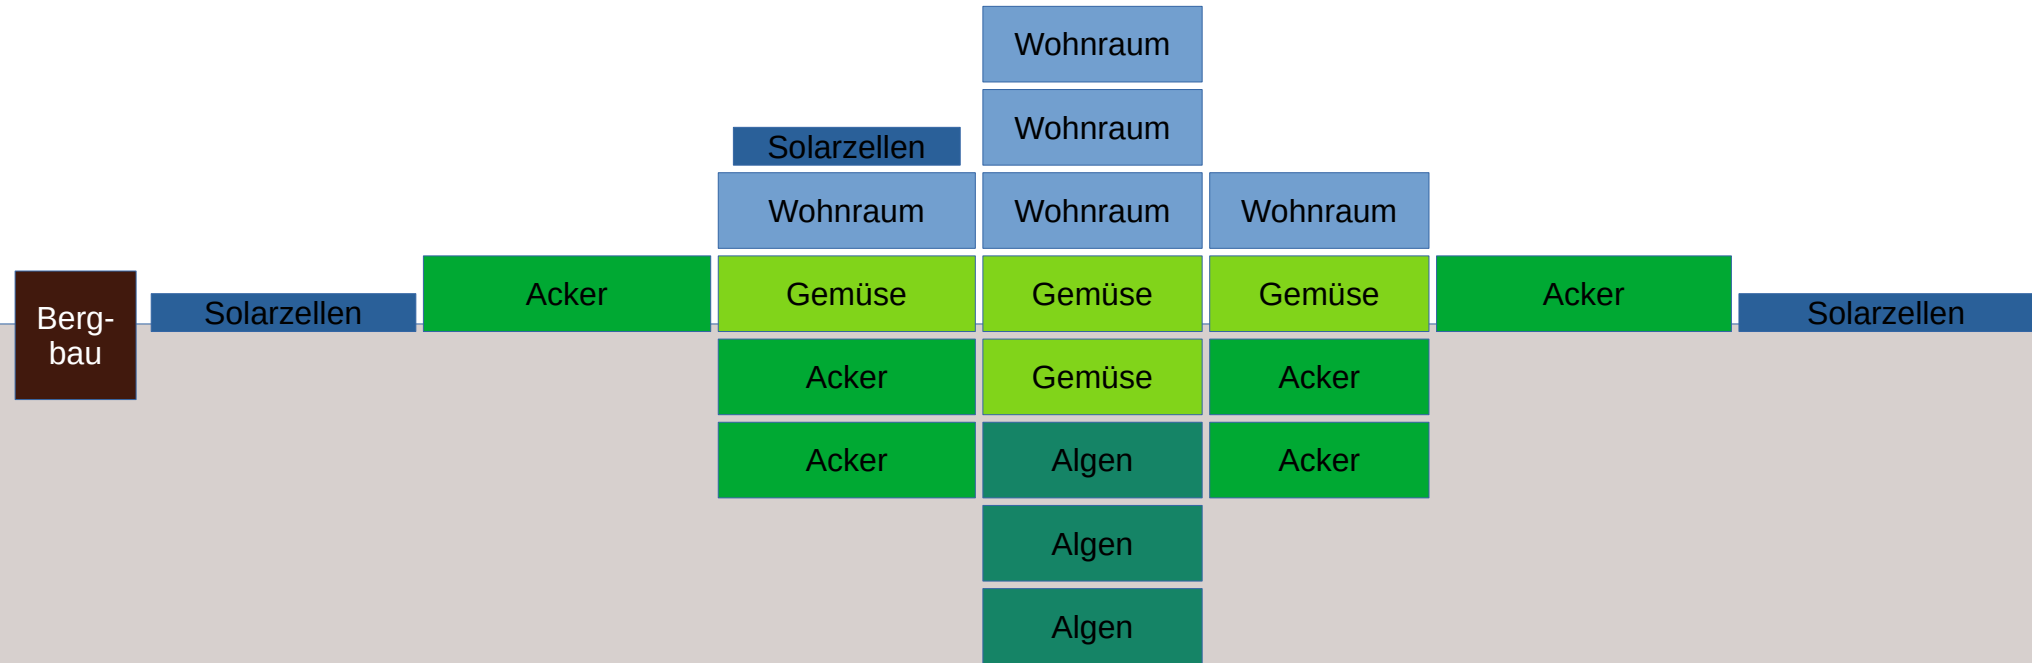 Wohnraum
Wohnraum
Solarzellen
Wohnraum
Wohnraum
Wohnraum
Berg-
bau
Solarzellen
Acker
Gemüse
Gemüse
Gemüse
Acker
Solarzellen
Acker
Gemüse
Acker
Acker
Algen
Acker
Algen
Algen